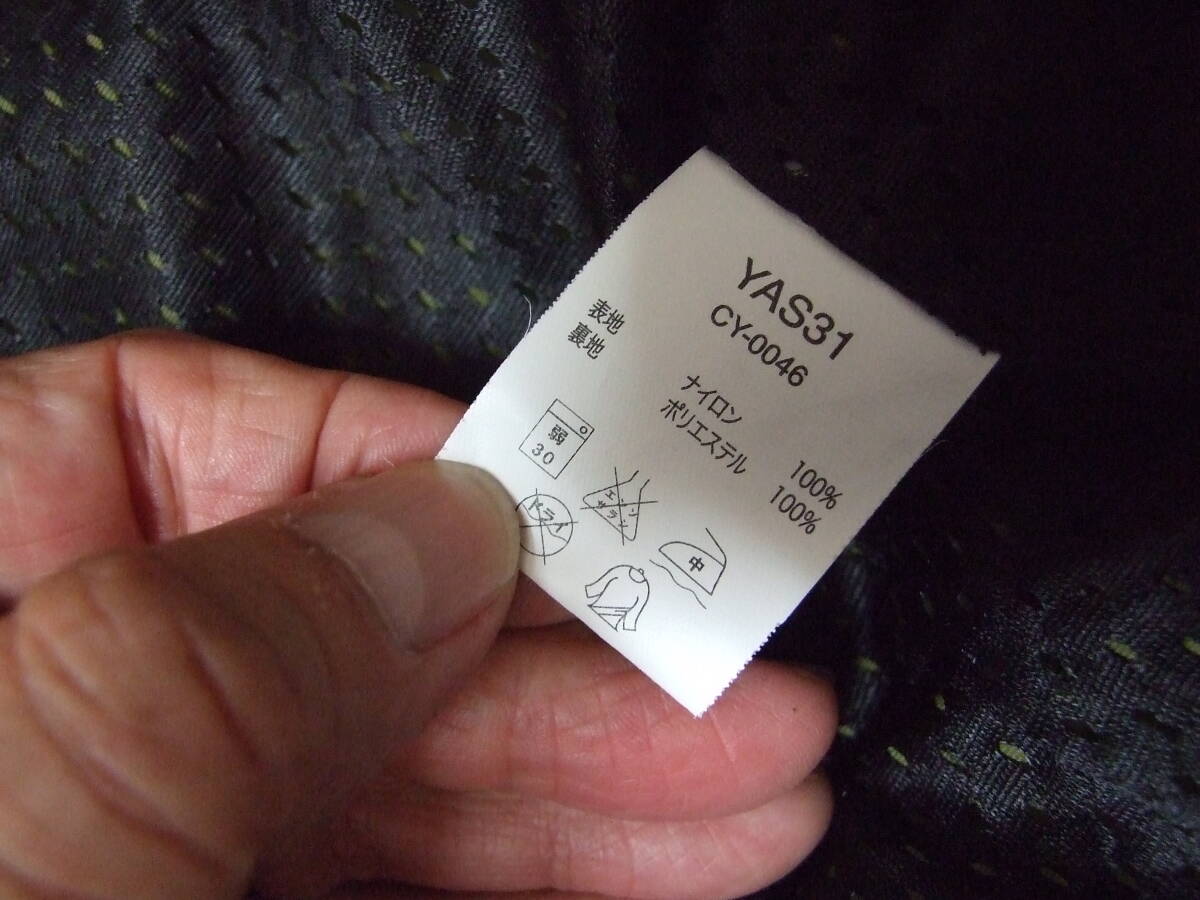 YAS31
CY-0046
表地 ナイロン 100%
裏地 ポリエステル 100%
弱
30
エンソ
サラシ
ドライ
中